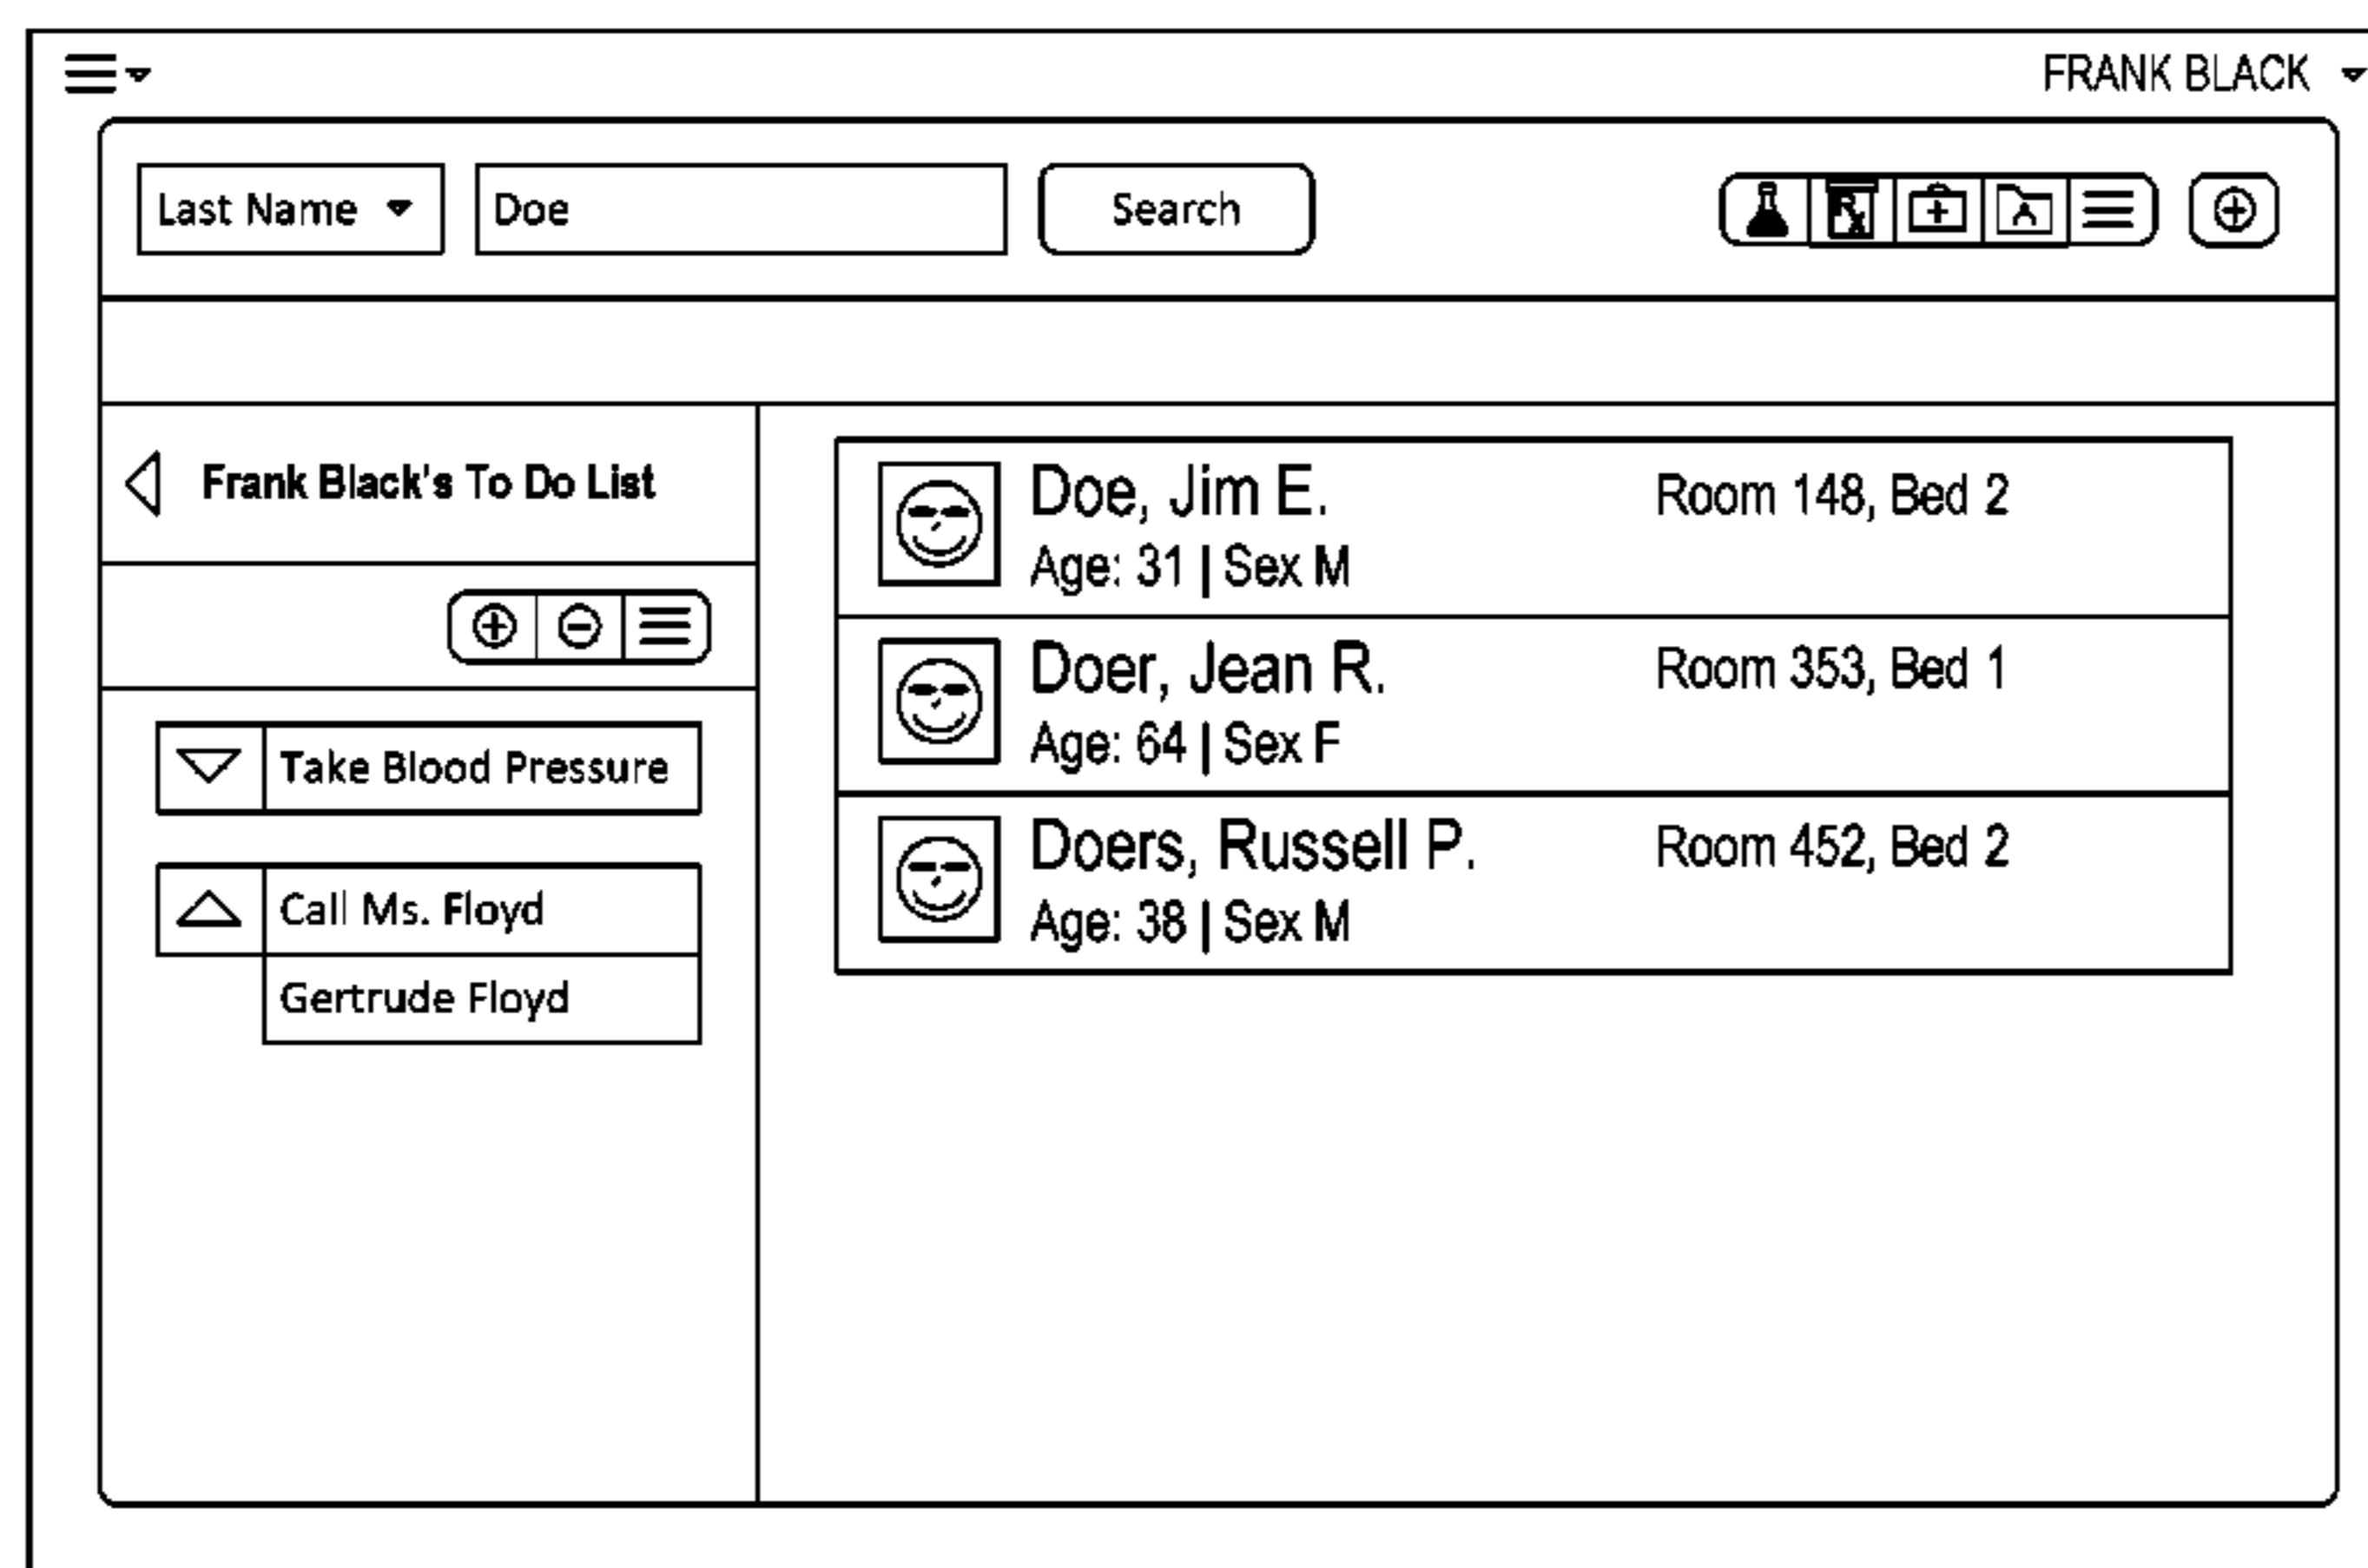 FRANK BLACK
Last Name Doe Search
Rx
A
Frank Black's To Do List
Take Blood Pressure
Call Ms. Floyd
Gertrude Floyd
Doe, Jim E. Room 148, Bed 2
Age: 31 | Sex M
Doer, Jean R. Room 353, Bed 1
Age: 64 | Sex F
Doers, Russell P. Room 452, Bed 2
Age: 38 | Sex M